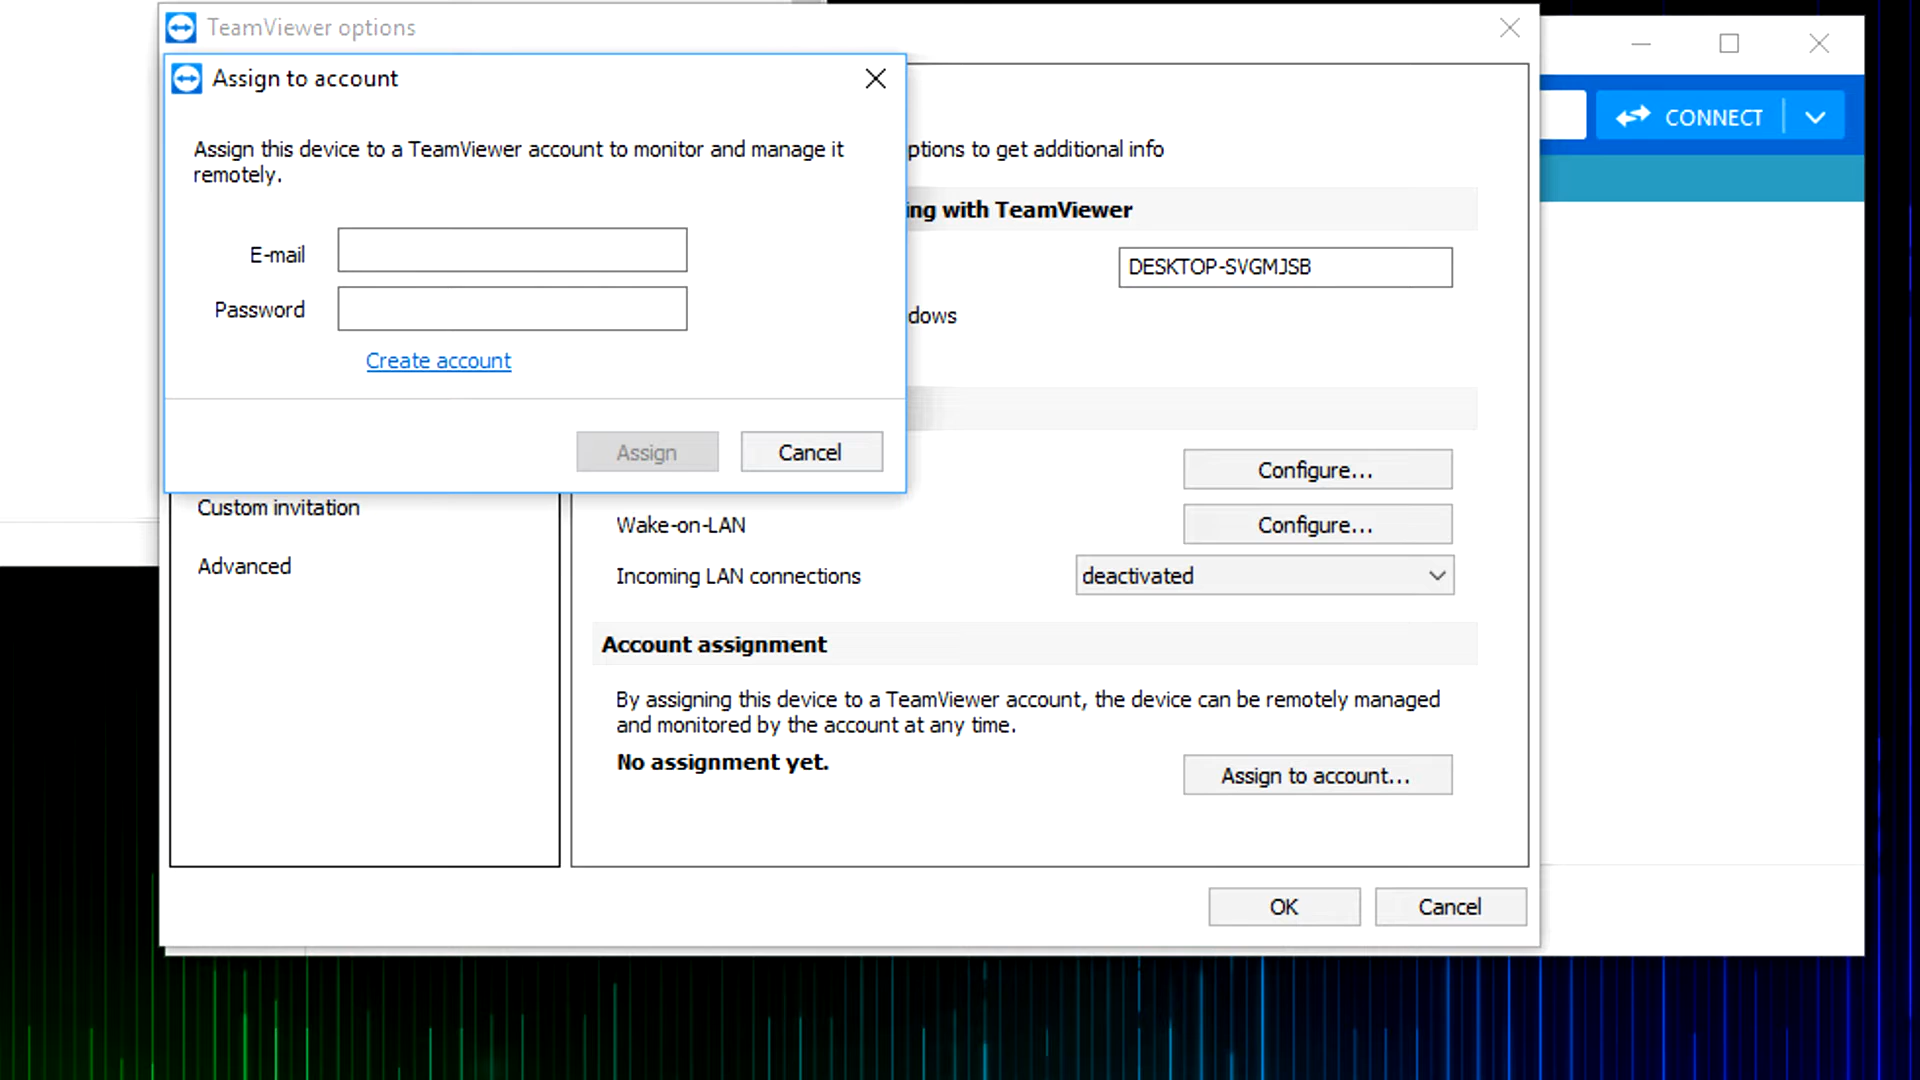 TeamViewer options
Assign to account
Assign this device to a TeamViewer account to monitor and manage it
remotely.
E-mail
Password
Create account
Assign
Cancel
CONNECT
ptions to get additional info
ing with TeamViewer
DESKTOP-SVGMJSB
dows
Configure...
Custom invitation
Advanced
Wake-on-LAN
Configure...
Incoming LAN connections
deactivated
Account assignment
By assigning this device to a TeamViewer account, the device can be remotely managed
and monitored by the account at any time.
No assignment yet.
Assign to account...
OK
Cancel